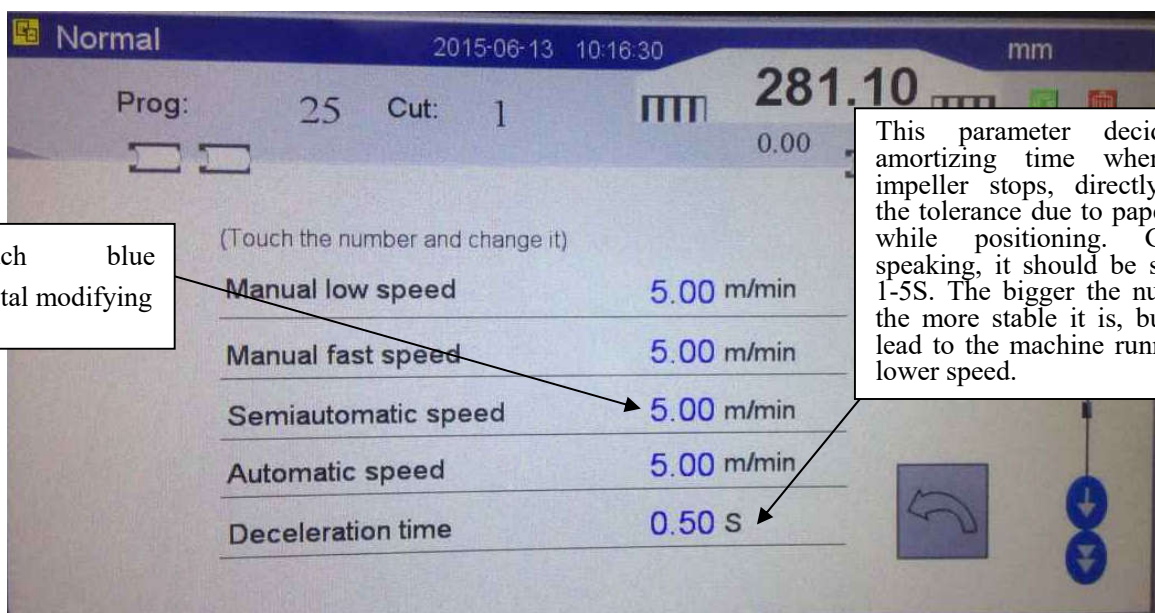 Normal 2015-06-13 10:16:30 mm
Prog: 25 Cut: 1 281.10
0.00
(Touch the number and change it)
Manual low speed 5.00 m/min
Manual fast speed 5.00 m/min
Semiautomatic speed 5.00 m/min
Automatic speed 5.00 m/min
Deceleration time 0.50 S
blue
modifying
This parameter
amortizing time
impeller stops, directly
the tolerance due to
while positioning.
speaking, it should be
1-5S. The bigger the
the more stable it is,
lead to the machine
lower speed.